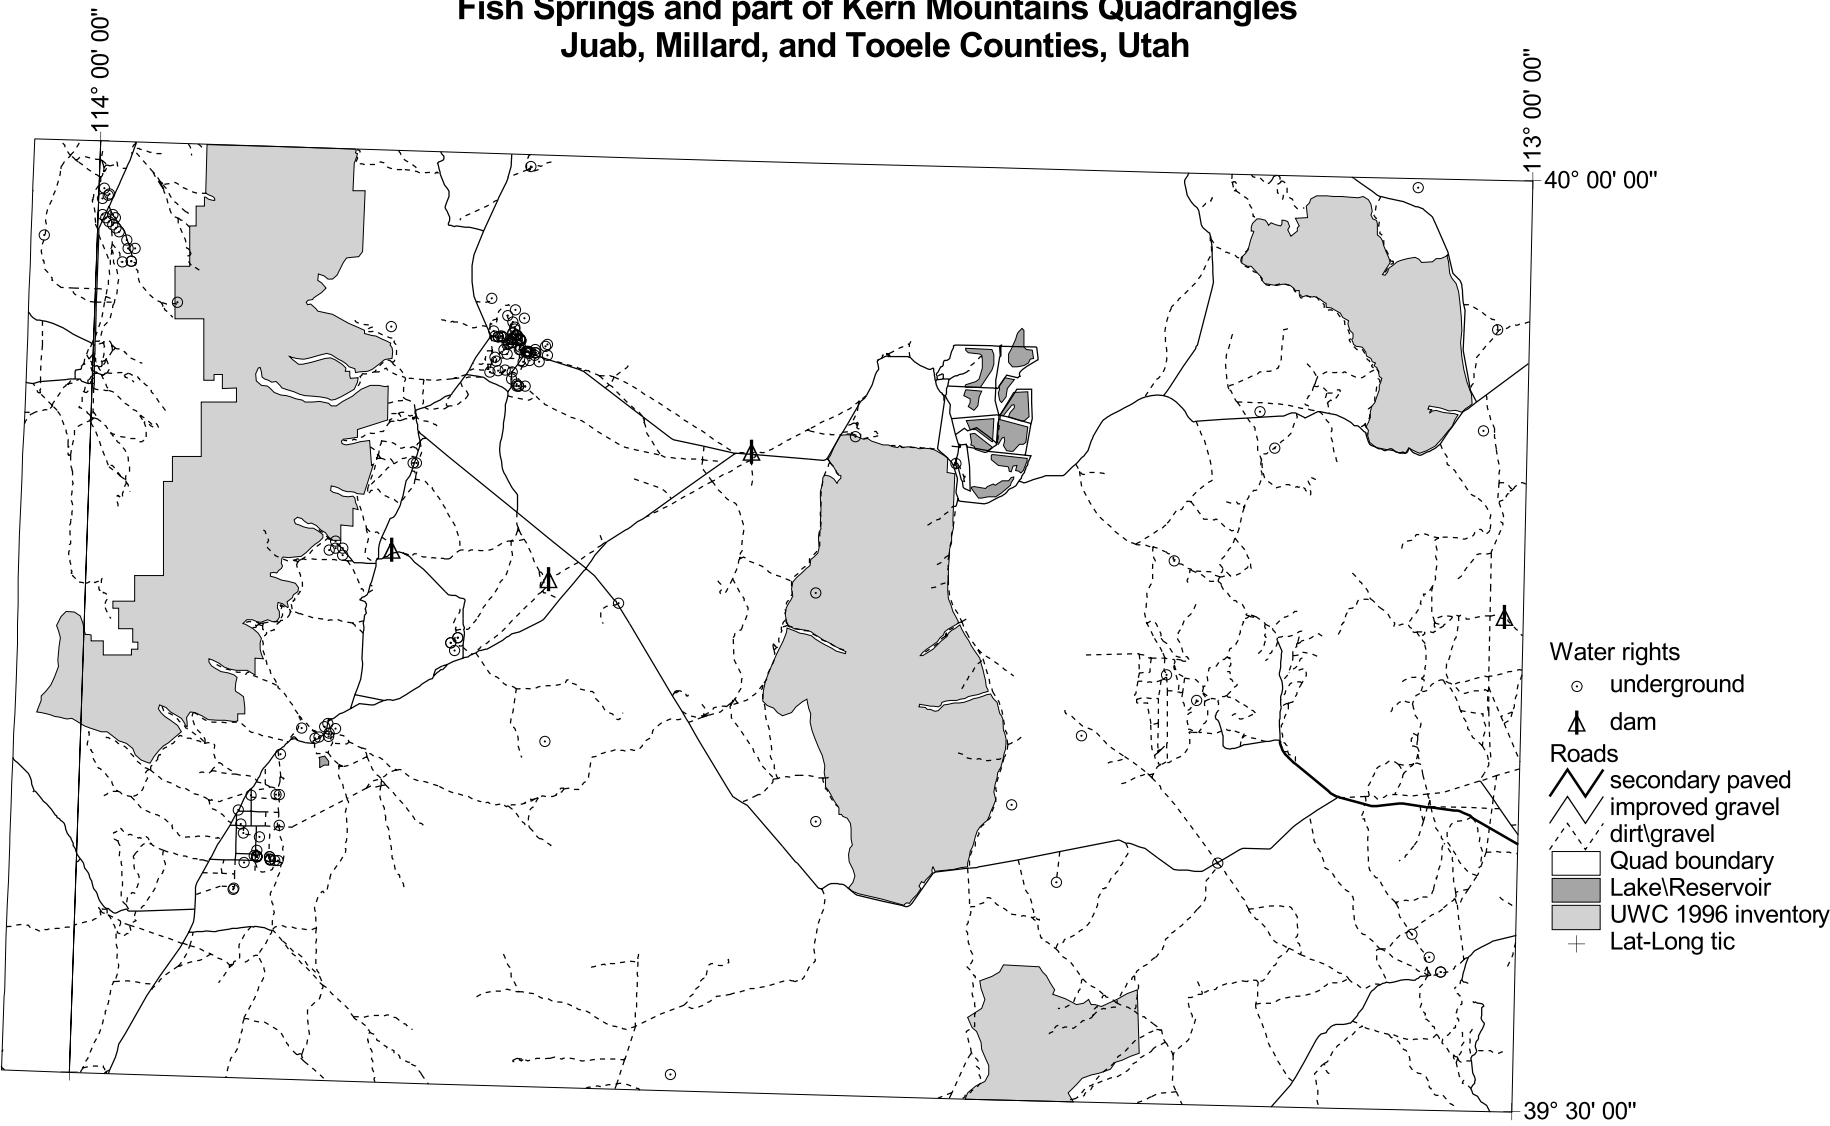 Fish Springs and part of Kern Mountains Quadrangles
Juab, Millard, and Tooele Counties, Utah
114° 00' 00"
113° 00' 00"
40° 00' 00"
Water rights
underground
dam
Roads
secondary paved
improved gravel
dirt\gravel
Quad boundary
Lake\Reservoir
UWC 1996 inventory
Lat-Long tic
39° 30' 00"